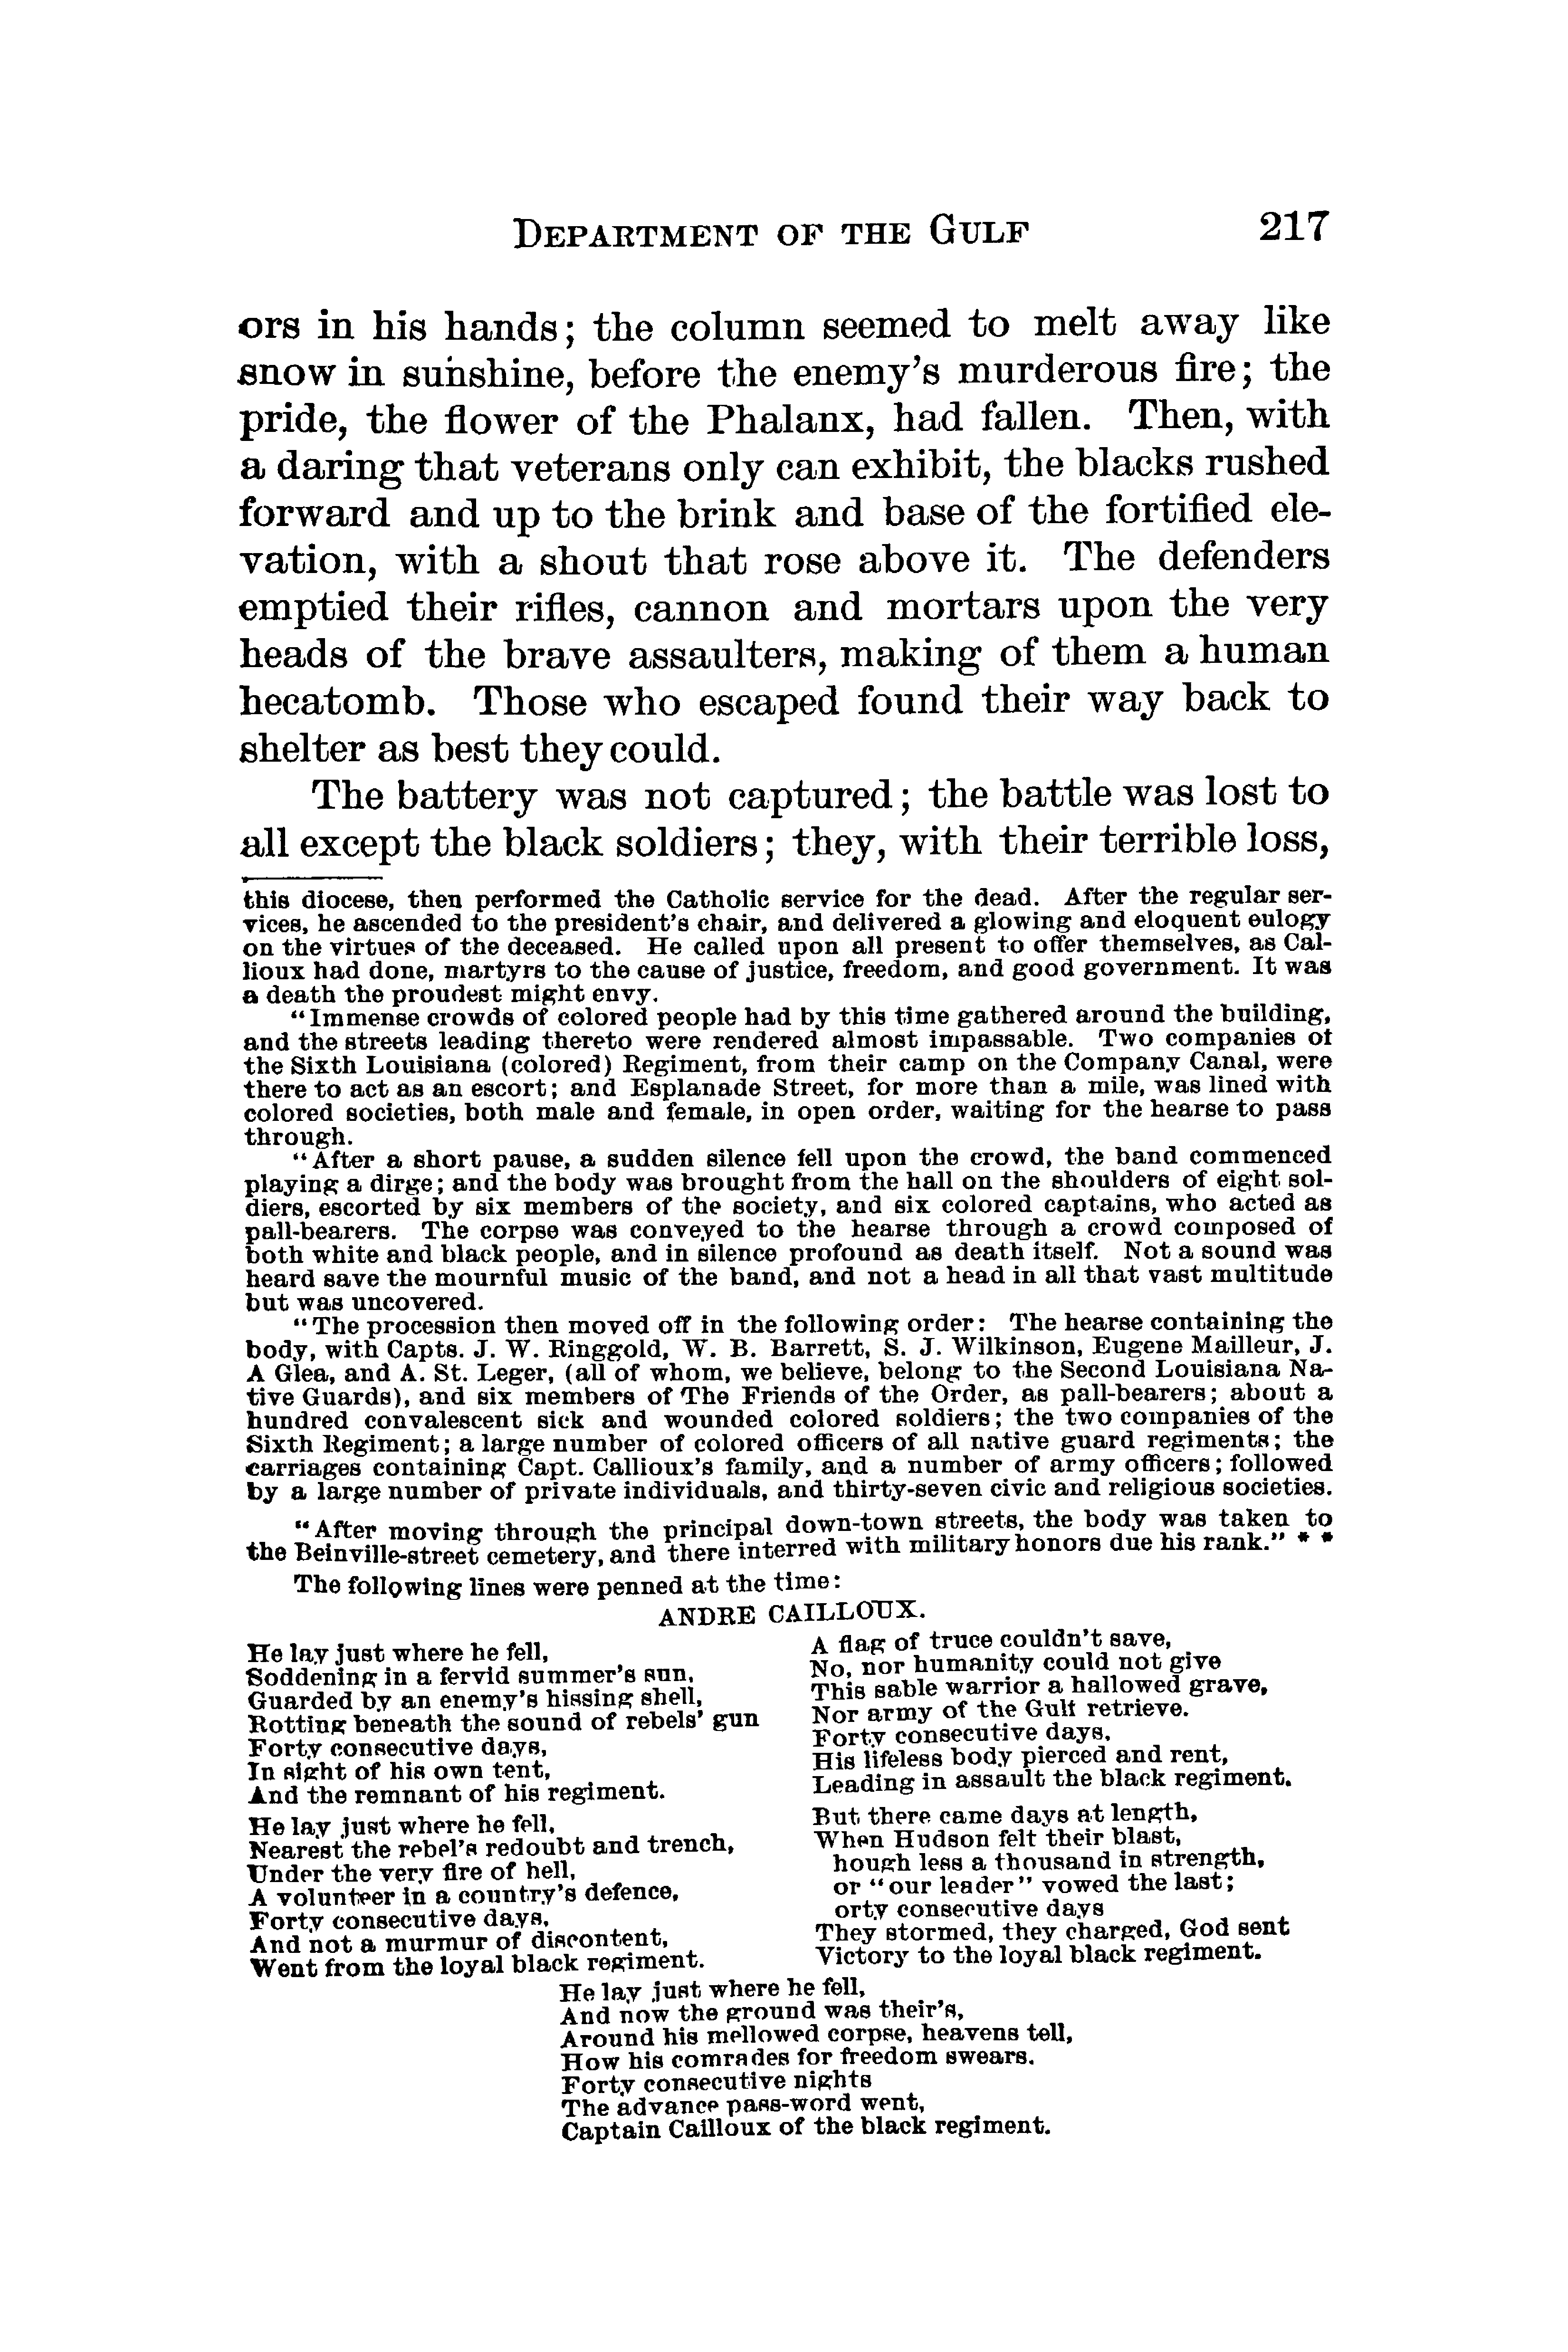 DEPARTMENT OF THE GULF 217
ors in his hands; the column seemed to melt away like
snow in sunshine, before the enemy's murderous fire; the
pride, the flower of the Phalanx, had fallen. Then, with
a daring that veterans only can exhibit, the blacks rushed
forward and up to the brink and base of the fortified ele-
vation, with a shout that rose above it. The defenders
emptied their rifles, cannon and mortars upon the very
heads of the brave assaulters, making of them a human
hecatomb. Those who escaped found their way back to
shelter as best they could.
The battery was not captured; the battle was lost to
all except the black soldiers; they, with their terrible loss,
this diocese, then performed the Catholic service for the dead. After the regular ser-
vices, he ascended to the president's chair, and delivered a glowing and eloquent eulogy
on the virtues of the deceased. He called upon all present to offer themselves, as Cal-
lioux had done, martyrs to the cause of justice, freedom, and good government. It was
a death the proudest might envy.
"Immense crowds of colored people had by this time gathered around the building,
and the streets leading thereto were rendered almost impassable. Two companies of
the Sixth Louisiana (colored) Regiment, from their camp on the Company Canal, were
there to act as an escort; and Esplanade Street, for more than a mile, was lined with
colored societies, both male and female, in open order, waiting for the hearse to pass
through.
"After a short pause, a sudden silence fell upon the crowd, the band commenced
playing a dirge; and the body was brought from the hall on the shoulders of eight sol-
diers, escorted by six members of the society, and six colored captains, who acted as
pall-bearers. The corpse was conveyed to the hearse through a crowd composed of
both white and black people, and in silence profound as death itself. Not a sound was
heard save the mournful music of the band, and not a head in all that vast multitude
but was uncovered.
"The procession then moved off in the following order: The hearse containing the
body, with Capts. J. W. Ringgold, W. B. Barrett, S. J. Wilkinson, Eugene Mailleur, J.
A Glea, and A. St. Leger, (all of whom, we believe, belong to the Second Louisiana Na-
tive Guards), and six members of The Friends of the Order, as pall-bearers; about a
hundred convalescent sick and wounded colored soldiers; the two companies of the
Sixth Regiment; a large number of colored officers of all native guard regiments; the
carriages containing Capt. Callioux's family, and a number of army officers; followed
by a large number of private individuals, and thirty-seven civic and religious societies.
"After moving through the principal down-town streets, the body was taken to
the Beinville-street cemetery, and there interred with military honors due his rank." * *
The following lines were penned at the time:
ANDRE CAILLOUX.
He lay just where he fell,
Soddening in a fervid summer's sun,
Guarded by an enemy's hissing shell,
Rotting beneath the sound of rebels' gun
Forty consecutive days,
In sight of his own tent,
And the remnant of his regiment.
He lay just where he fell,
Nearest the rebel's redoubt and trench,
Under the very fire of hell,
A volunteer in a country's defence,
Forty consecutive days,
And not a murmur of discontent,
Went from the loyal black regiment.
A flag of truce couldn't save,
No, nor humanity could not give
This sable warrior a hallowed grave,
Nor army of the Gulf retrieve.
Forty consecutive days,
His lifeless body pierced and rent,
Leading in assault the black regiment.
But there came days at length,
When Hudson felt their blast,
hough less a thousand in strength,
or "our leader" vowed the last;
orty consecutive days
They stormed, they charged, God sent
Victory to the loyal black regiment.
He lay just where he fell,
And now the ground was their's,
Around his mellowed corpse, heavens tell,
How his comrades for freedom swears.
Forty consecutive nights
The advance pass-word went,
Captain Cailloux of the black regiment.